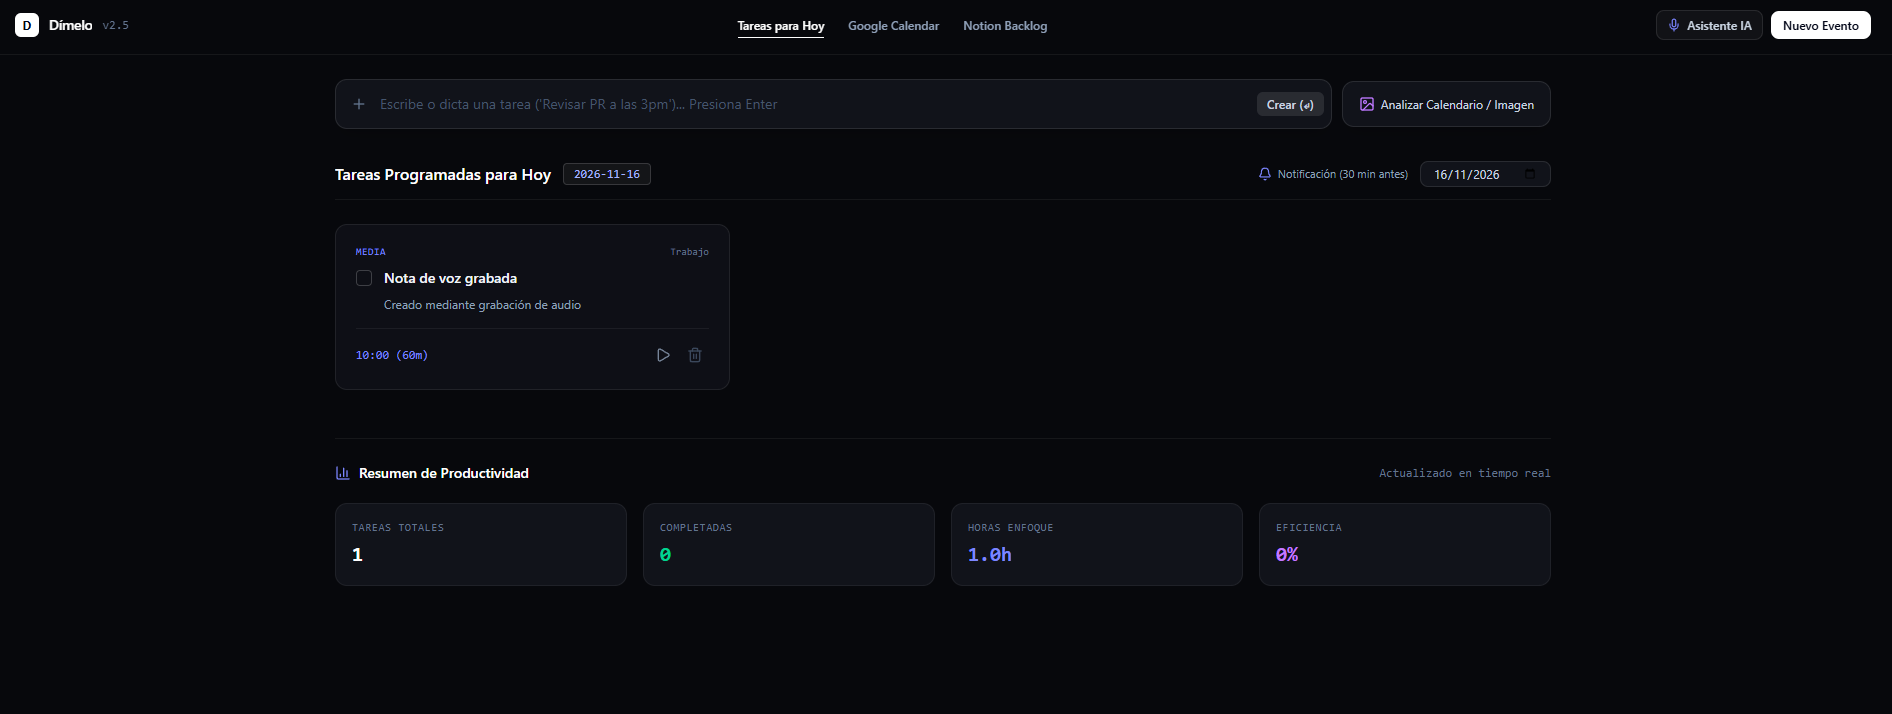 D Dímelo v2.5
Tareas para Hoy Google Calendar Notion Backlog
Asistente IA Nuevo Evento
+ Escribe o dicta una tarea ('Revisar PR a las 3pm')... Presiona Enter
Crear (↲)
Analizar Calendario / Imagen
Tareas Programadas para Hoy 2026-11-16
Notificación (30 min antes) 16/11/2026
MEDIA Trabajo
Nota de voz grabada
Creado mediante grabación de audio
10:00 (60m)
Resumen de Productividad Actualizado en tiempo real
TAREAS TOTALES
1
COMPLETADAS
0
HORAS ENFOQUE
1.0h
EFICIENCIA
0%